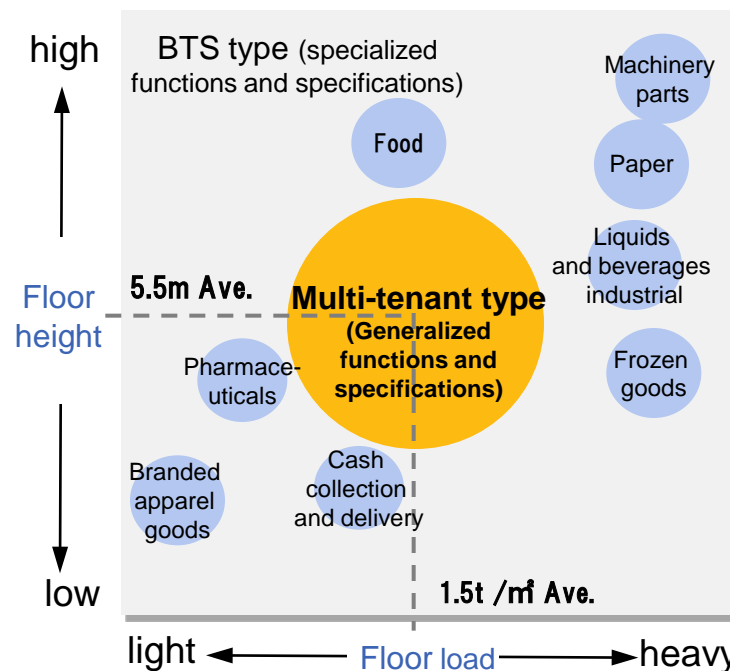 high
BTS type (specialized
functions and specifications)
Machinery
parts
Food
Paper
Liquids
and beverages
industrial
5.5m Ave.
Floor
height
Multi-tenant type
(Generalized
functions and
specifications)
Pharmace-
uticals
Frozen
goods
Branded
apparel
goods
Cash
collection
and delivery
low
1.5t /㎡ Ave.
light
Floor load
heavy